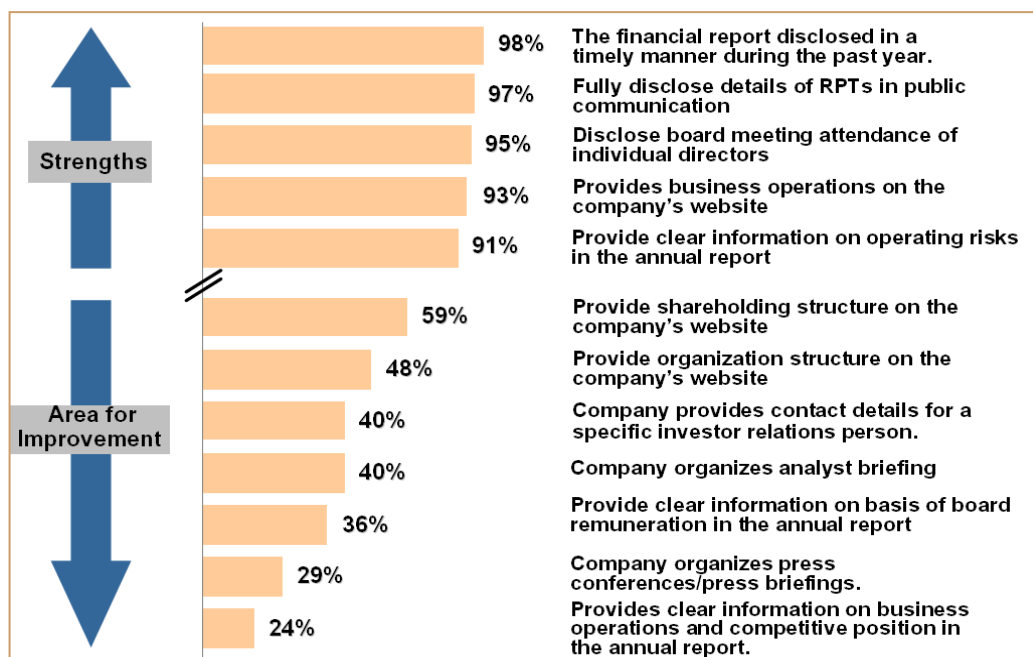 98%
The financial report disclosed in a
timely manner during the past year.
97%
Fully disclose details of RPTs in public
communication
95%
Disclose board meeting attendance of
individual directors
Strengths
93%
Provides business operations on the
company's website
91%
Provide clear information on operating risks
in the annual report
59%
Provide shareholding structure on the
company's website
48%
Provide organization structure on the
company's website
Area for
Improvement
40%
Company provides contact details for a
specific investor relations person.
40%
Company organizes analyst briefing
36%
Provide clear information on basis of board
remuneration in the annual report
29%
Company organizes press
conferences/press briefings.
24%
Provides clear information on business
operations and competitive position in
the annual report.